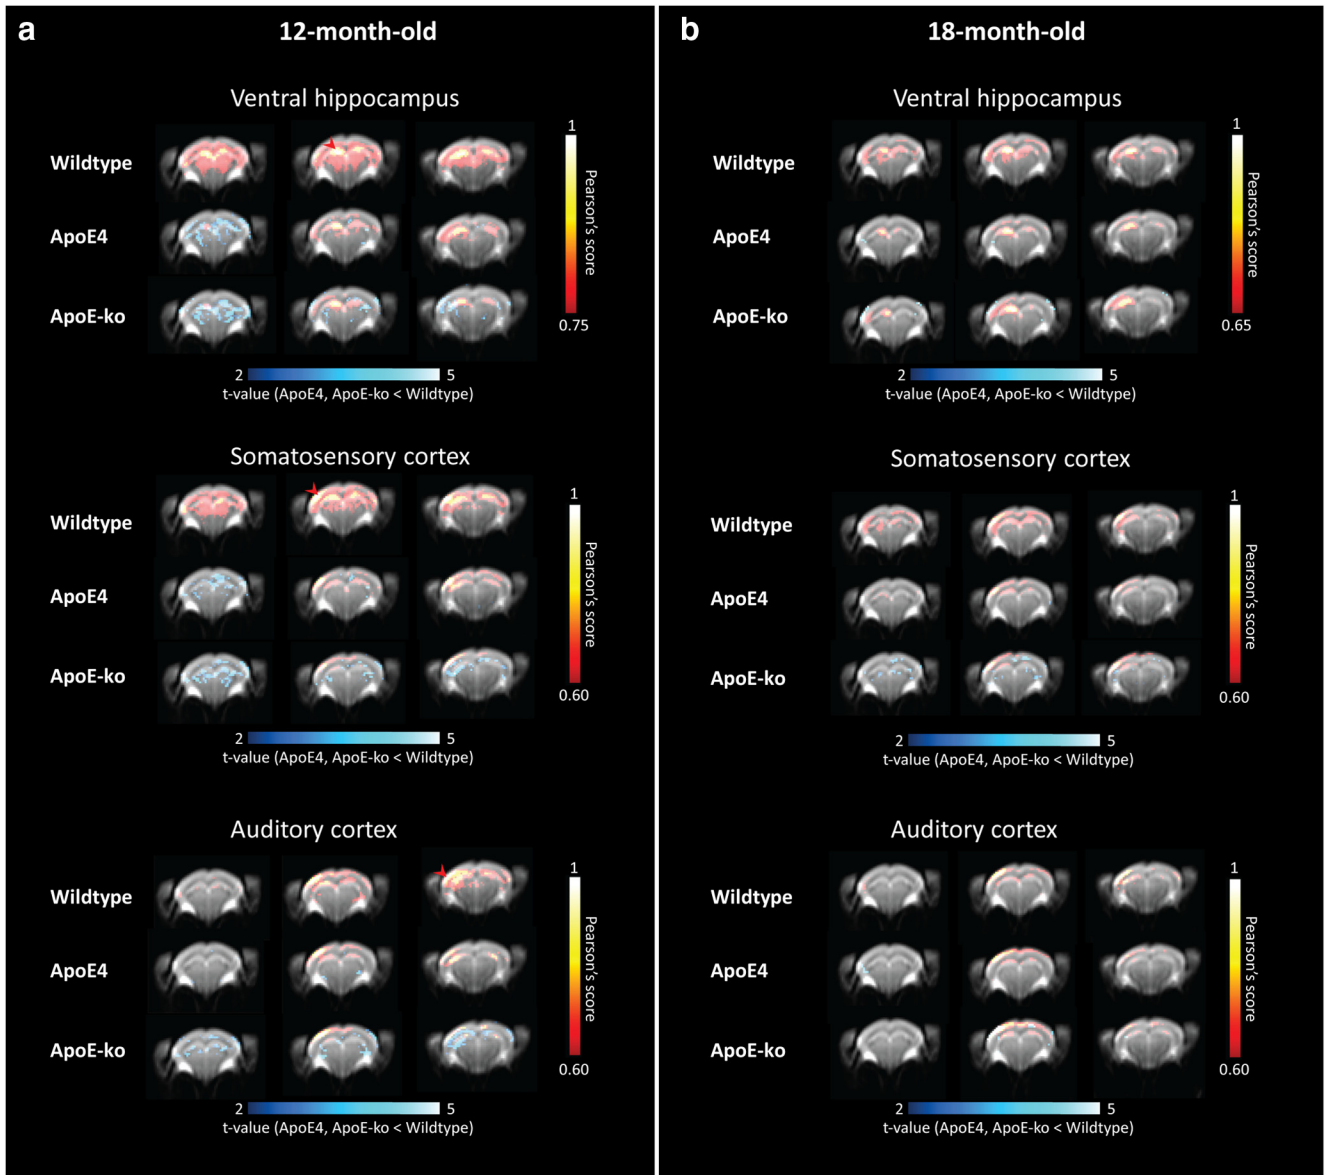 a
12-month-old
Ventral hippocampus
Wildtype
ApoE4
ApoE-ko
1
Pearson's score
0.75
2
5
t-value (ApoE4, ApoE-ko < Wildtype)
Somatosensory cortex
Wildtype
ApoE4
ApoE-ko
1
Pearson's score
0.60
2
5
t-value (ApoE4, ApoE-ko < Wildtype)
Auditory cortex
Wildtype
ApoE4
ApoE-ko
1
Pearson's score
0.60
2
5
t-value (ApoE4, ApoE-ko < Wildtype)
b
18-month-old
Ventral hippocampus
Wildtype
ApoE4
ApoE-ko
1
Pearson's score
0.65
2
5
t-value (ApoE4, ApoE-ko < Wildtype)
Somatosensory cortex
Wildtype
ApoE4
ApoE-ko
1
Pearson's score
0.60
2
5
t-value (ApoE4, ApoE-ko < Wildtype)
Auditory cortex
Wildtype
ApoE4
ApoE-ko
1
Pearson's score
0.60
2
5
t-value (ApoE4, ApoE-ko < Wildtype)